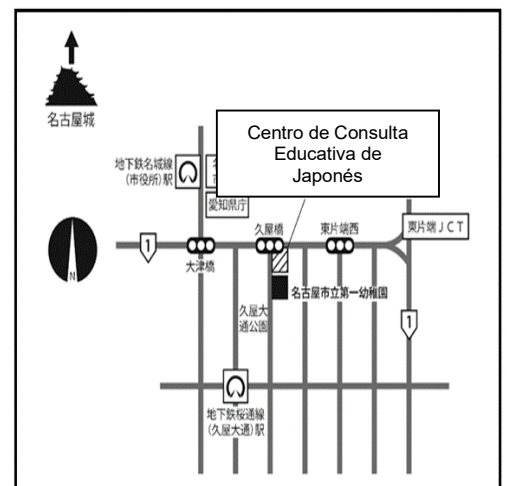 名古屋城
Centro de Consulta
Educativa de
Japonés
地下鉄名城線
(市役所)駅
愛知県庁
久屋橋
東片端西
東片端JCT
1
大津橋
N
名古屋市立第一幼稚園
久屋大
通公園
1
地下鉄桜通線
(久屋大通)駅